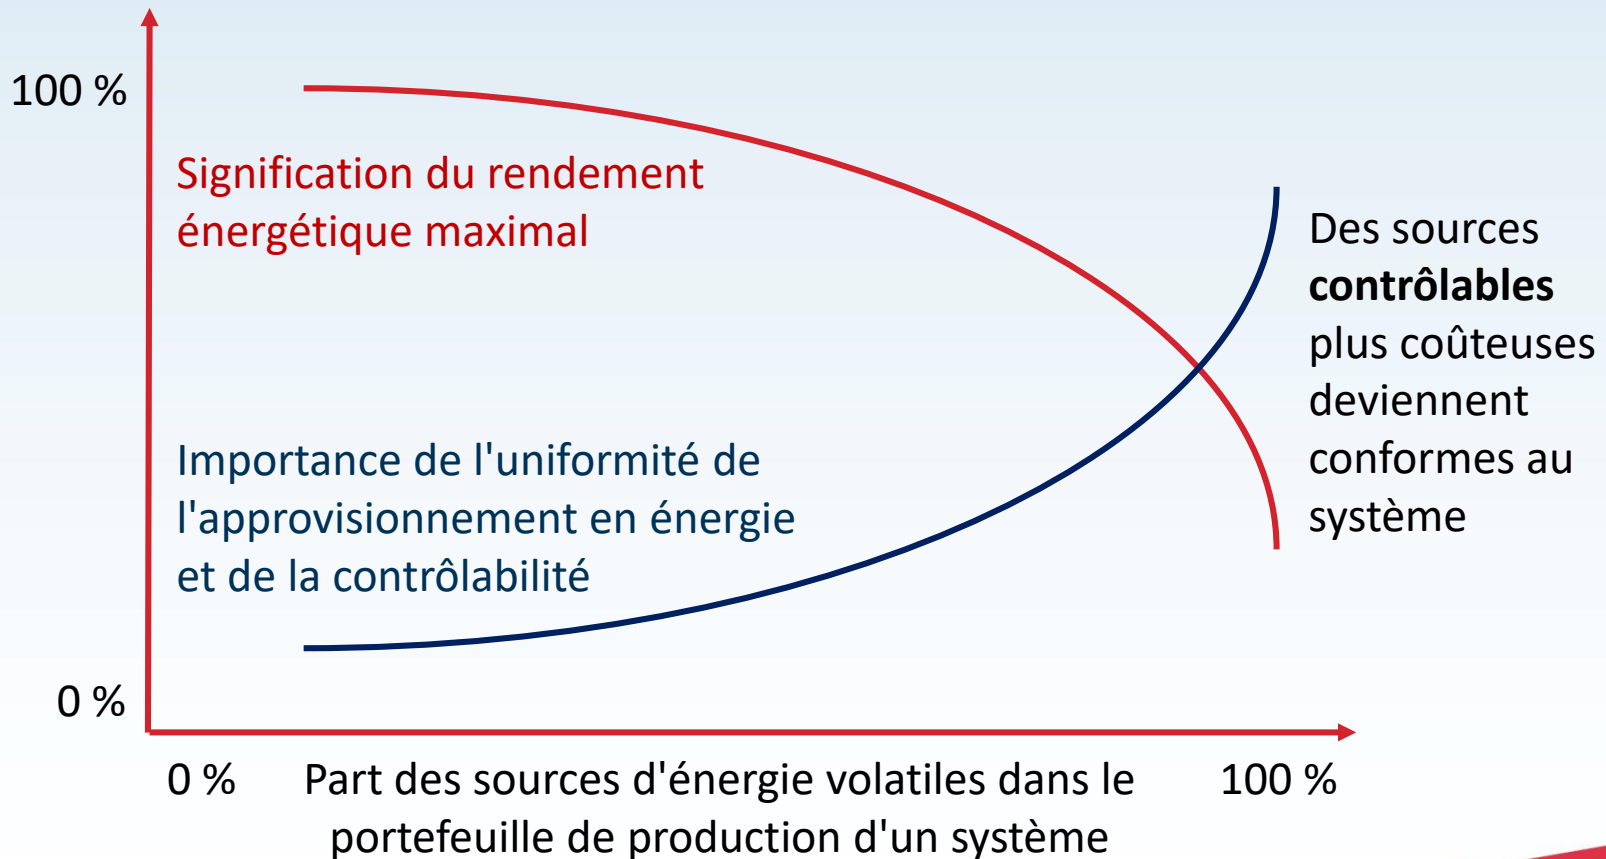 100 %
Signification du rendement
énergétique maximal
Des sources
contrôlables
plus coûteuses
deviennent
conformes au
système
Importance de l'uniformité de
l'approvisionnement en énergie
et de la contrôlabilité
0 %
0 %
Part des sources d'énergie volatiles dans le
portefeuille de production d'un système
100 %